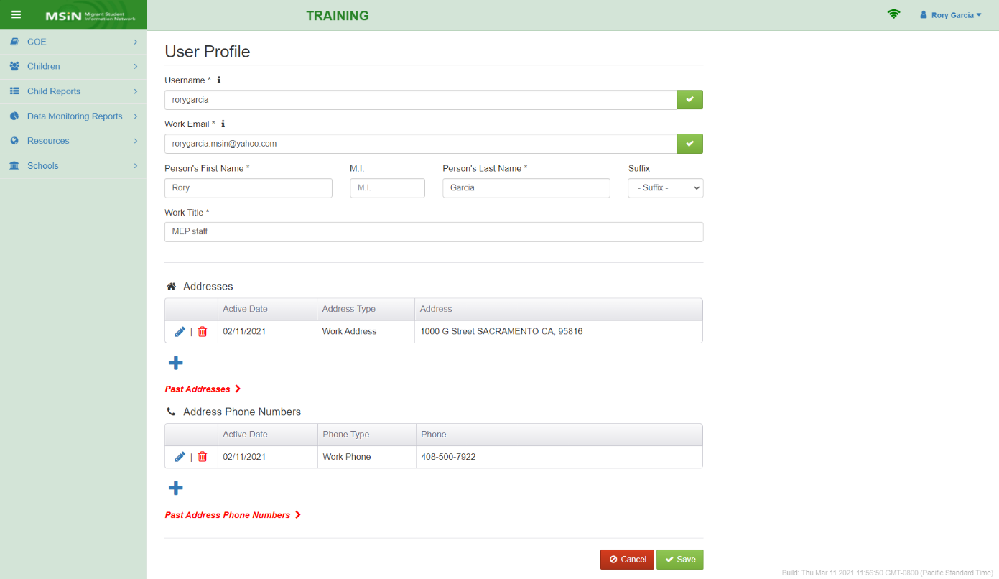 MSiN Migrant Student
Information Network
TRAINING
Rory Garcia
COE
Children
Child Reports
Data Monitoring Reports
Resources
Schools
User Profile
Username *
rorygarcia
Work Email *
rorygarcia.msin@yahoo.com
Person's First Name * M.I. Person's Last Name * Suffix
Rory M.I. Garcia - Suffix -
Work Title *
MEP staff
Addresses
Active Date Address Type Address
02/11/2021 Work Address 1000 G Street SACRAMENTO CA, 95816
Past Addresses
Address Phone Numbers
Active Date Phone Type Phone
02/11/2021 Work Phone 408-500-7922
Past Address Phone Numbers
Cancel Save
Build: Thu Mar 11 2021 11:56:50 GMT-0800 (Pacific Standard Time)